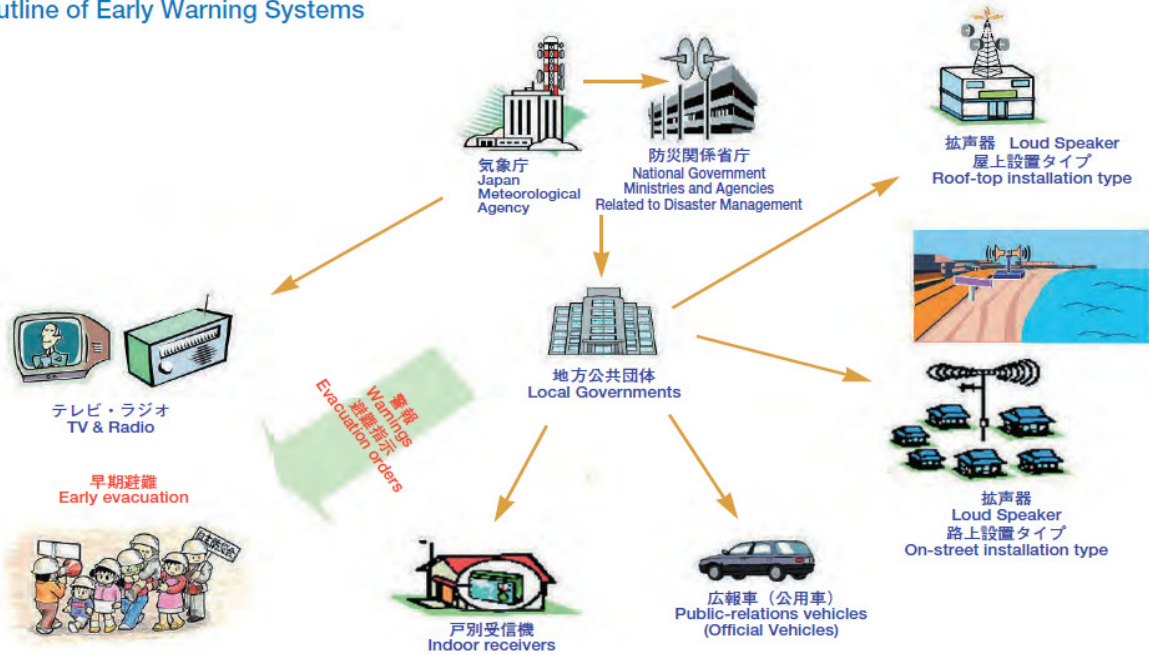 utline of Early Warning Systems
気象庁
Japan
Meteorological
Agency
防災関係省庁
National Government
Ministries and Agencies
Related to Disaster Management
拡声器 Loud Speaker
屋上設置タイプ
Roof-top installation type
テレビ・ラジオ
TV & Radio
地方公共団体
Local Governments
警報
Warnings
避難指示
Evacuation orders
早期避難
Early evacuation
拡声器
Loud Speaker
路上設置タイプ
On-street installation type
戸別受信機
Indoor receivers
広報車（公用車）
Public-relations vehicles
(Official Vehicles)